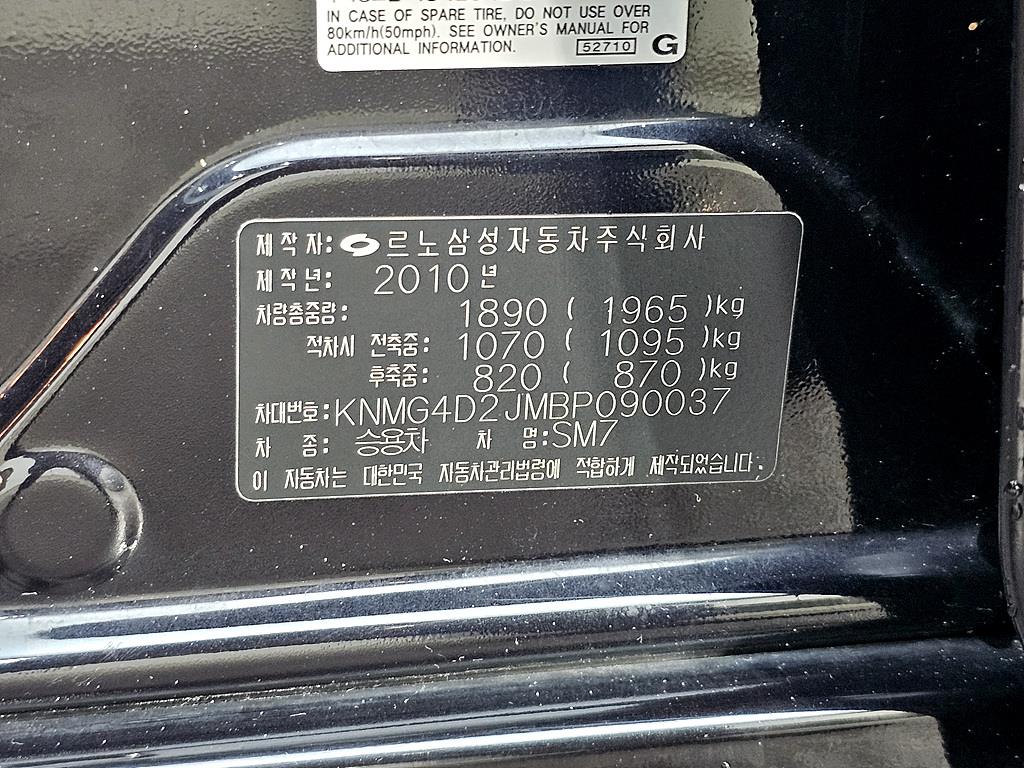 IN CASE OF SPARE TIRE, DO NOT USE OVER
80km/h(50mph). SEE OWNER'S MANUAL FOR
ADDITIONAL INFORMATION. 52710 G
제 작 자: 르노삼성자동차주식회사
제 작 년: 2010 년
차량총중량: 1890 ( 1965 )kg
적차시 전축중: 1070 ( 1095 )kg
후축중: 820 ( 870 )kg
차대번호: KNMG4D2JMBP090037
차 종: 승용차 차 명: SM7
이 자동차는 대한민국 자동차관리법령에 적합하게 제작되었습니다.